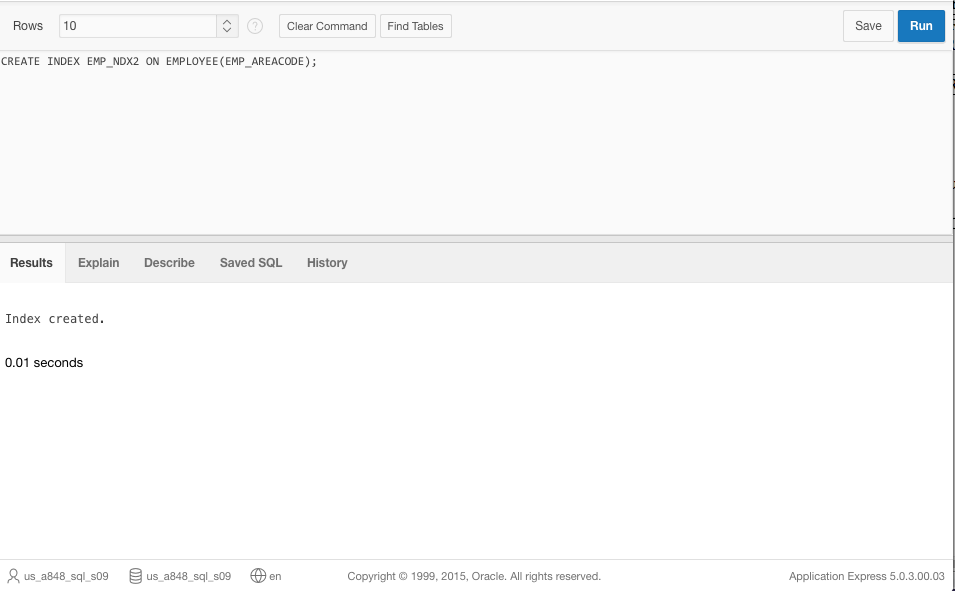 Rows 10 ? Clear Command Find Tables Save Run
CREATE INDEX EMP_NDX2 ON EMPLOYEE(EMP_AREACODE);
Results Explain Describe Saved SQL History
Index created.
0.01 seconds
us_a848_sql_s09 us_a848_sql_s09 en Copyright © 1999, 2015, Oracle. All rights reserved. Application Express 5.0.3.00.03